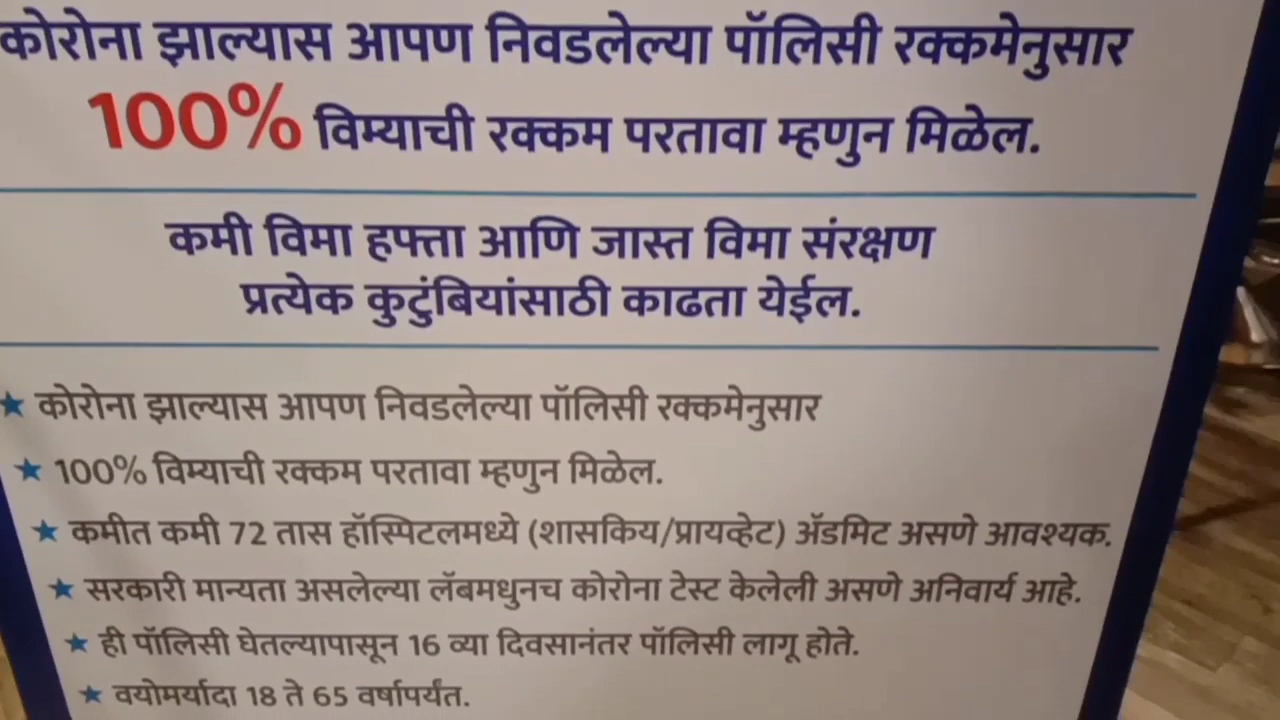 कोरोना झाल्यास आपण निवडलेल्या पॉलिसी रक्कमेनुसार
100% विम्याची रक्कम परतावा म्हणुन मिळेल.
कमी विमा हफ्ता आणि जास्त विमा संरक्षण
प्रत्येक कुटुंबियांसाठी काढता येईल.
★ कोरोना झाल्यास आपण निवडलेल्या पॉलिसी रक्कमेनुसार
★ 100% विम्याची रक्कम परतावा म्हणुन मिळेल.
★ कमीत कमी 72 तास हॉस्पिटलमध्ये (शासकिय/प्रायव्हेट) ॲडमिट असणे आवश्यक.
★ सरकारी मान्यता असलेल्या लॅबमधुनच कोरोना टेस्ट केलेली असणे अनिवार्य आहे.
★ ही पॉलिसी घेतल्यापासून 16 व्या दिवसानंतर पॉलिसी लागू होते.
★ वयोमर्यादा 18 ते 65 वर्षापर्यंत.